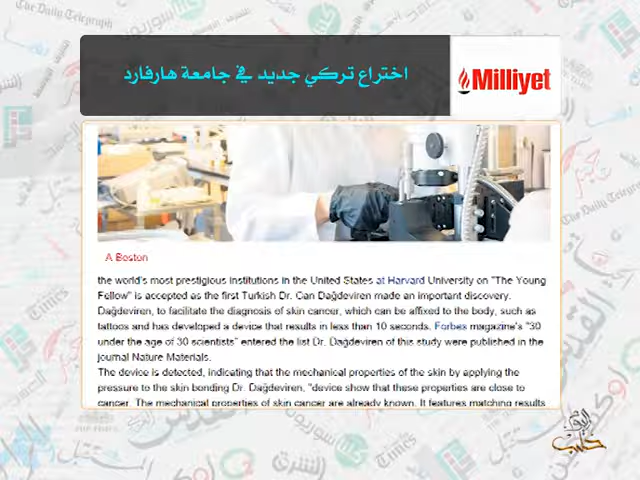 اختراع تركي جديد في جامعة هارفارد
Milliyet
A Boston
the world's most prestigious institutions in the United States at Harvard University on "The Young
Fellow" is accepted as the first Turkish Dr. Can Dağdeviren made an important discovery.
Dağdeviren, to facilitate the diagnosis of skin cancer, which can be affixed to the body, such as
tattoos and has developed a device that results in less than 10 seconds. Forbes magazine's "30
under the age of 30 scientists" entered the list Dr. Dağdeviren of this study were published in the
journal Nature Materials.
The device is detected, indicating that the mechanical properties of the skin by applying the
pressure to the skin bonding Dr. Dağdeviren, "device show that these properties are close to
cancer. The mechanical properties of skin cancer are already known. It features matching results
حلب اليوم